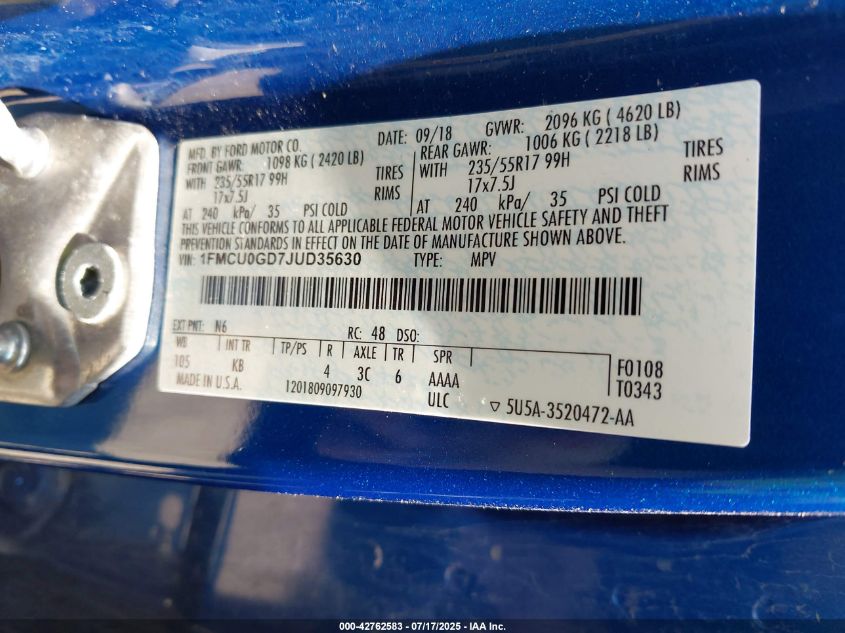 MFD. BY FORD MOTOR CO. DATE: 09/18 GVWR: 2096 KG ( 4620 LB)
FRONT GAWR: 1098 KG ( 2420 LB) REAR GAWR: 1006 KG ( 2218 LB)
WITH 235/55R17 99H TIRES WITH 235/55R17 99H TIRES
17x7.5J RIMS 17x7.5J RIMS
AT 240 kPa/ 35 PSI COLD AT 240 kPa/ 35 PSI COLD
THIS VEHICLE CONFORMS TO ALL APPLICABLE FEDERAL MOTOR VEHICLE SAFETY AND THEFT
PREVENTION STANDARDS IN EFFECT ON THE DATE OF MANUFACTURE SHOWN ABOVE.
VIN: 1FMCU0GD7JUD35630 TYPE: MPV
EXT PNT: N6 RC: 48 DSO:
WB INT TR TP/PS R AXLE TR SPR
105 KB 4 3C 6 AAAA F0108
MADE IN U.S.A. 1201809097930 ULC ▽ 5U5A-3520472-AA T0343
000-42762583 - 07/17/2025 - IAA Inc.